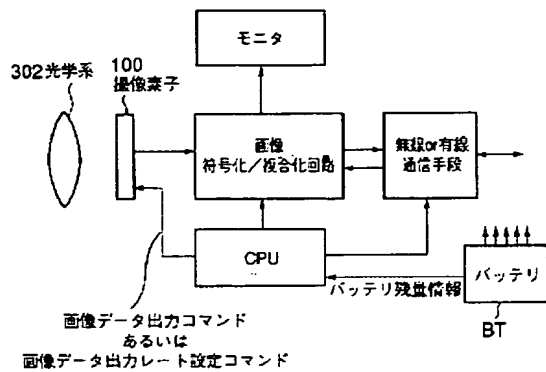 モニタ
302光学系
100
撮像素子
画像
符号化／複合化回路
無線or有線
通信手段
CPU
バッテリ
バッテリ残量情報
BT
画像データ出力コマンド
あるいは
画像データ出力レート設定コマンド